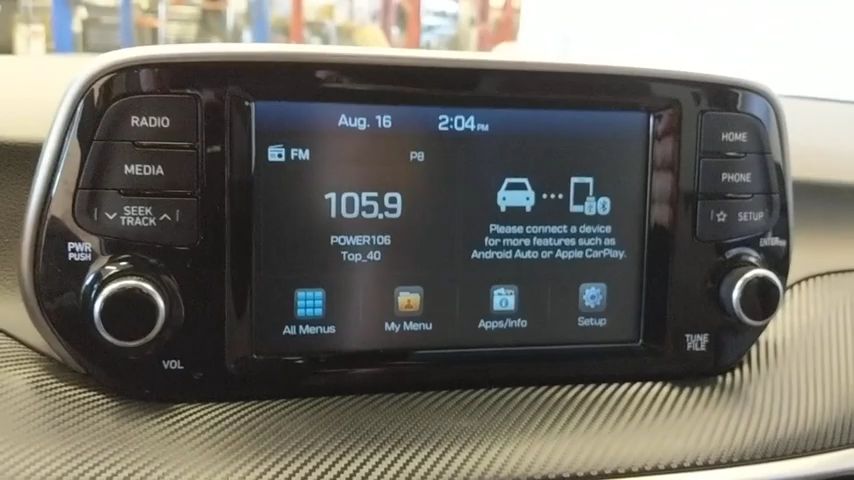 RADIO
MEDIA
SEEK
TRACK
PWR
PUSH
VOL
Aug. 16 2:04 PM
FM P8
105.9
POWER106
Top_40
Please connect a device
for more features such as
Android Auto or Apple CarPlay.
All Menus My Menu Apps/Info Setup
HOME
PHONE
☆ SETUP
ENTER
TUNE
FILE